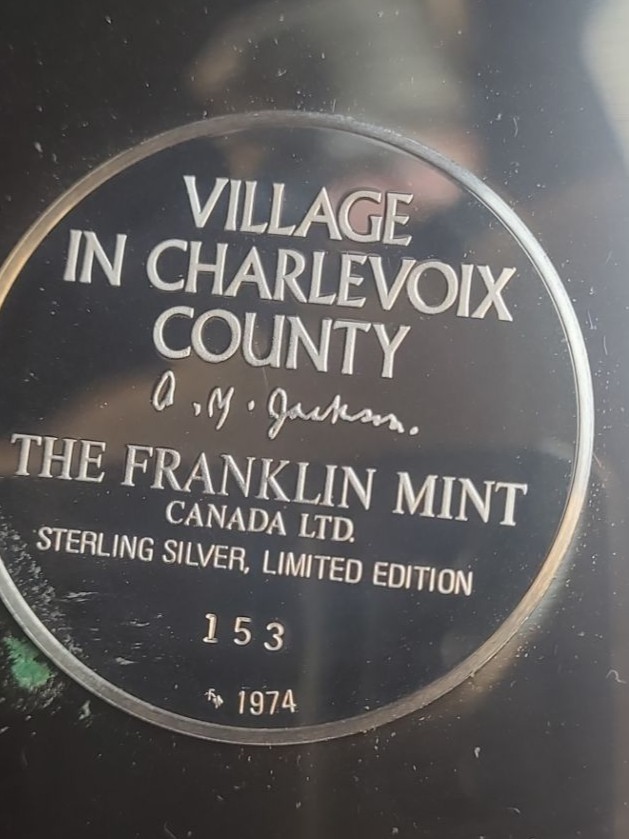 VILLAGE
IN CHARLEVOIX
COUNTY
A.Y. Jackson.
THE FRANKLIN MINT
CANADA LTD.
STERLING SILVER, LIMITED EDITION
153
1974